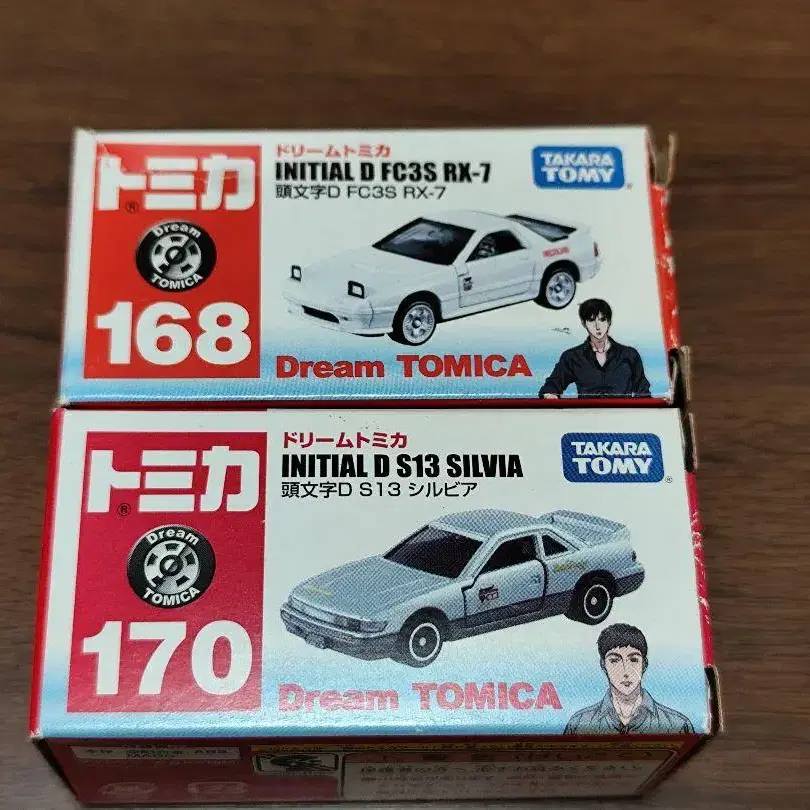 トミカ
®
Dream
TOMICA
168
ドリームトミカ
INITIAL D FC3S RX-7
頭文字D FC3S RX-7
TAKARA
TOMY
®
Dream TOMICA
トミカ
®
Dream
TOMICA
170
ドリームトミカ
INITIAL D S13 SILVIA
頭文字D S13 シルビア
TAKARA
TOMY
®
Dream TOMICA